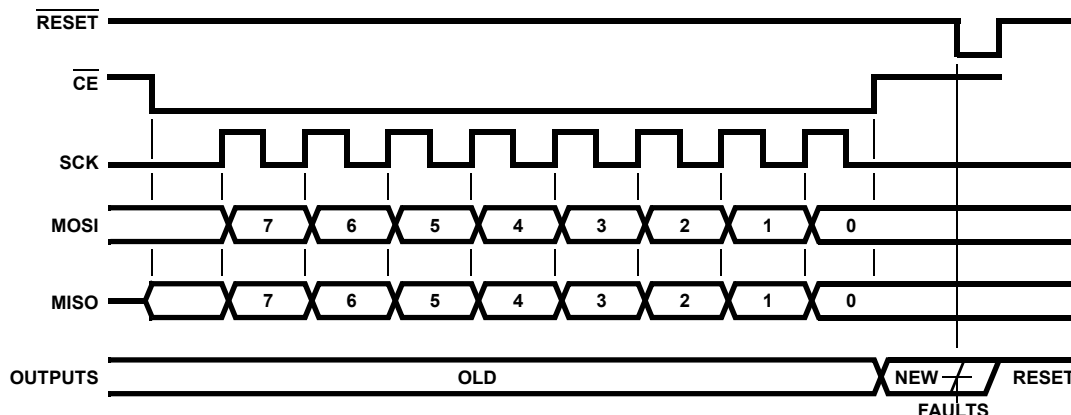 RESET
CE
SCK
MOSI 7 6 5 4 3 2 1 0
MISO 7 6 5 4 3 2 1 0
OUTPUTS OLD NEW RESET
FAULTS